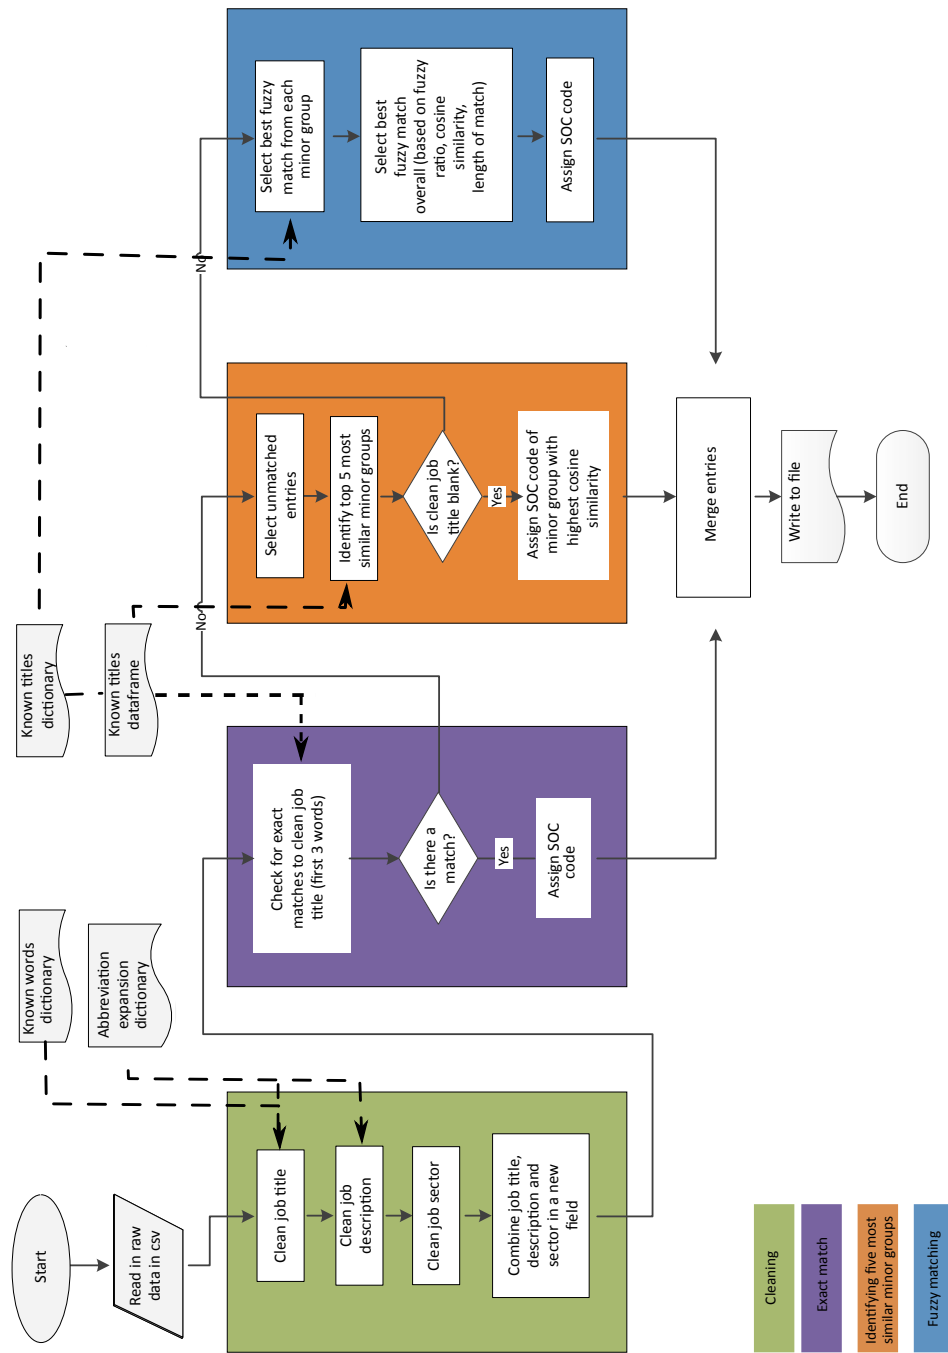 Start
Read in raw
data in csv
Known words
dictionary
Abbreviation
expansion
dictionary
Clean job title
Clean job
description
Clean job sector
Combine job title,
description and
sector in a new
field
Known titles
dictionary
Known titles
dataframe
Check for exact
matches to clean job
title (first 3 words)
Is there a
match?
Yes
No
Assign SOC
code
Select unmatched
entries
Identify top 5 most
similar minor groups
Is clean job
title blank?
Yes
No
Assign SOC code of
minor group with
highest cosine
similarity
Select best fuzzy
match from each
minor group
Select best
fuzzy match
overall (based on fuzzy
ratio, cosine
similarity,
length of match)
Assign SOC code
Merge entries
Write to file
End
Cleaning
Exact match
Identifying five most
similar minor groups
Fuzzy matching